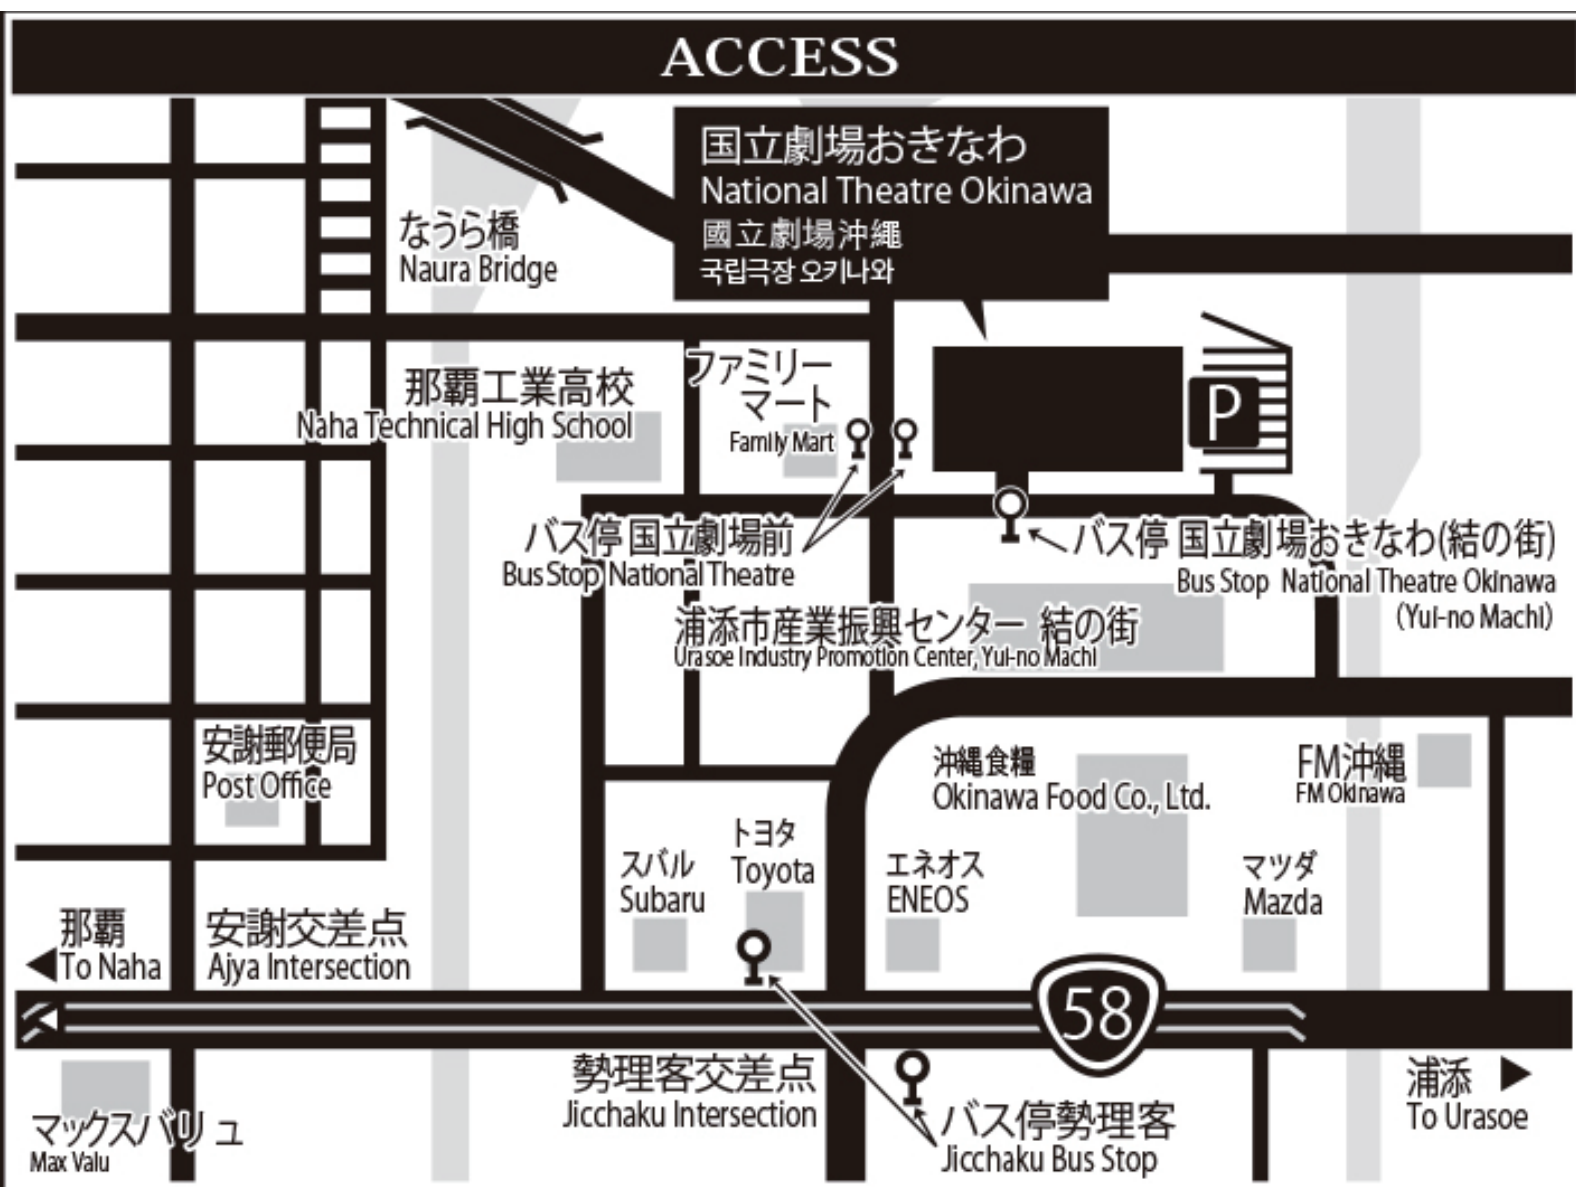 ACCESS
国立劇場おきなわ
National Theatre Okinawa
國立劇場沖繩
국립극장 오키나와
なうら橋
Naura Bridge
那覇工業高校
Naha Technical High School
ファミリー
マート
Family Mart
P
バス停 国立劇場前
Bus Stop National Theatre
バス停 国立劇場おきなわ(結の街)
Bus Stop National Theatre Okinawa
(Yui-no Machi)
浦添市産業振興センター 結の街
Urasoe Industry Promotion Center, Yui-no Machi
安謝郵便局
Post Office
沖縄食糧
Okinawa Food Co., Ltd.
FM沖縄
FM Okinawa
トヨタ
Toyota
スバル
Subaru
エネオス
ENEOS
マツダ
Mazda
那覇
To Naha
安謝交差点
Ajya Intersection
58
勢理客交差点
Jicchaku Intersection
バス停勢理客
Jicchaku Bus Stop
浦添
To Urasoe
マックスバリュ
Max Valu